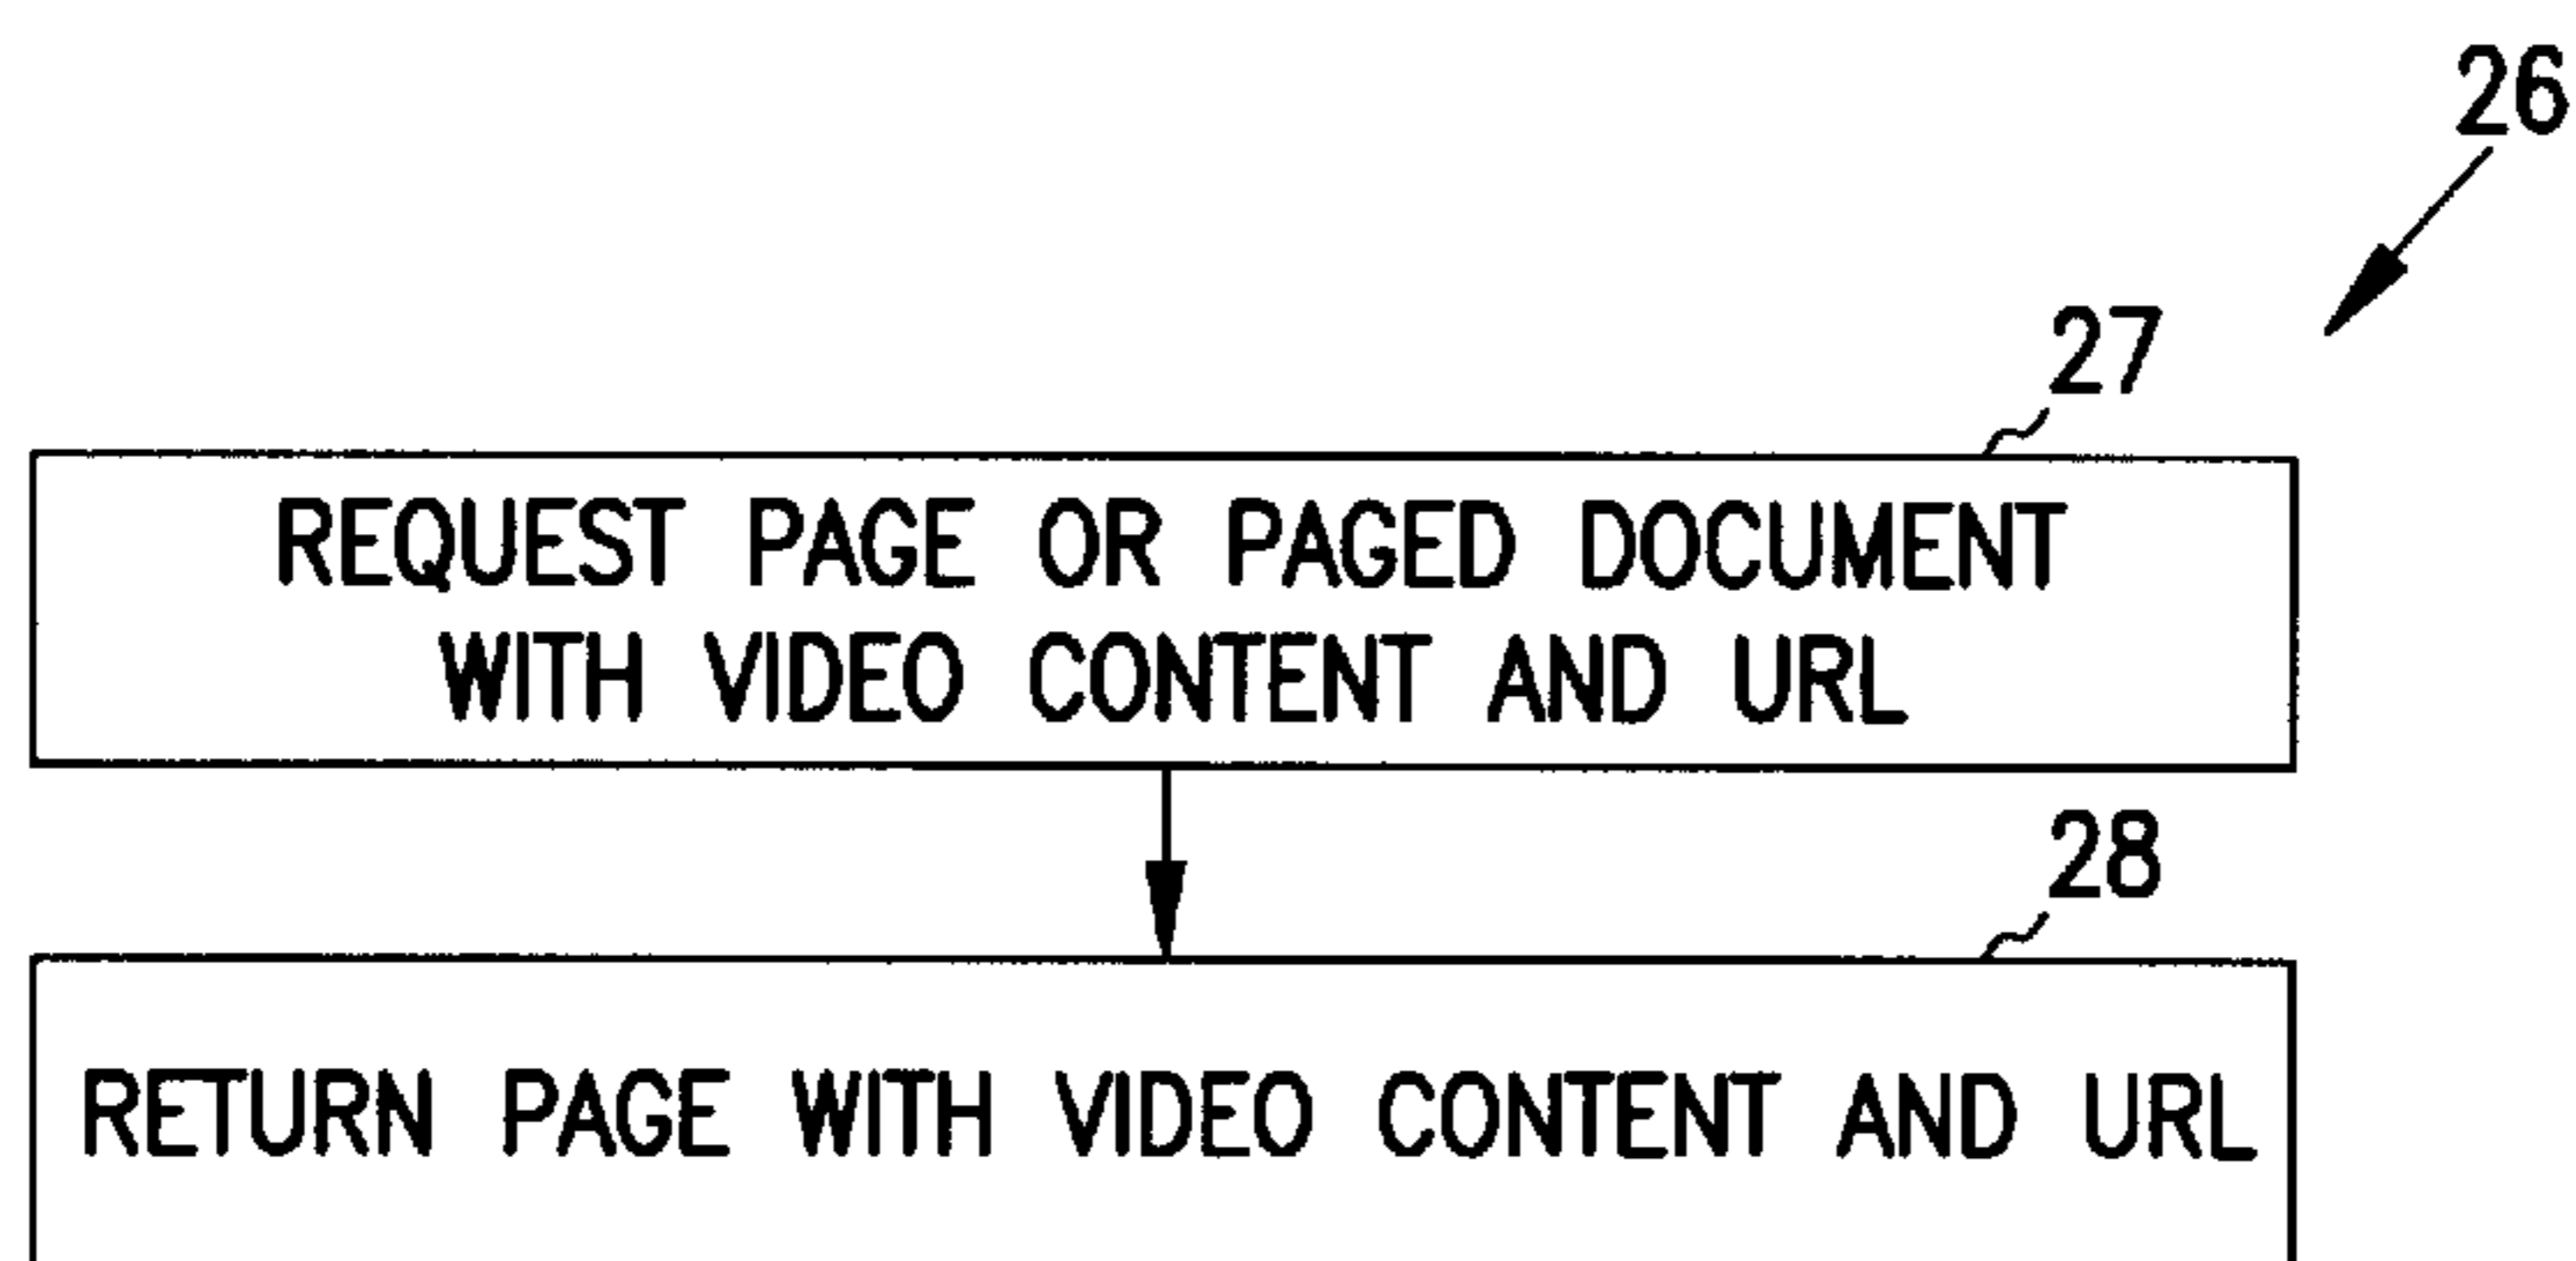 26
27
REQUEST PAGE OR PAGED DOCUMENT
WITH VIDEO CONTENT AND URL
28
RETURN PAGE WITH VIDEO CONTENT AND URL